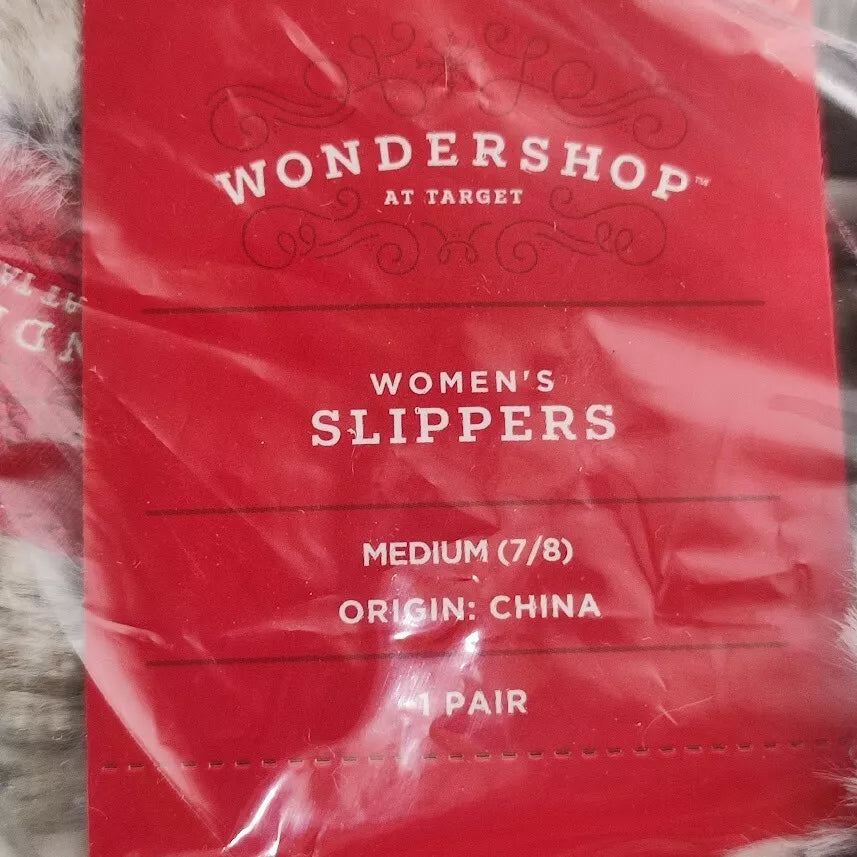 WONDERSHOP™
AT TARGET
WOMEN'S
SLIPPERS
MEDIUM (7/8)
ORIGIN: CHINA
1 PAIR